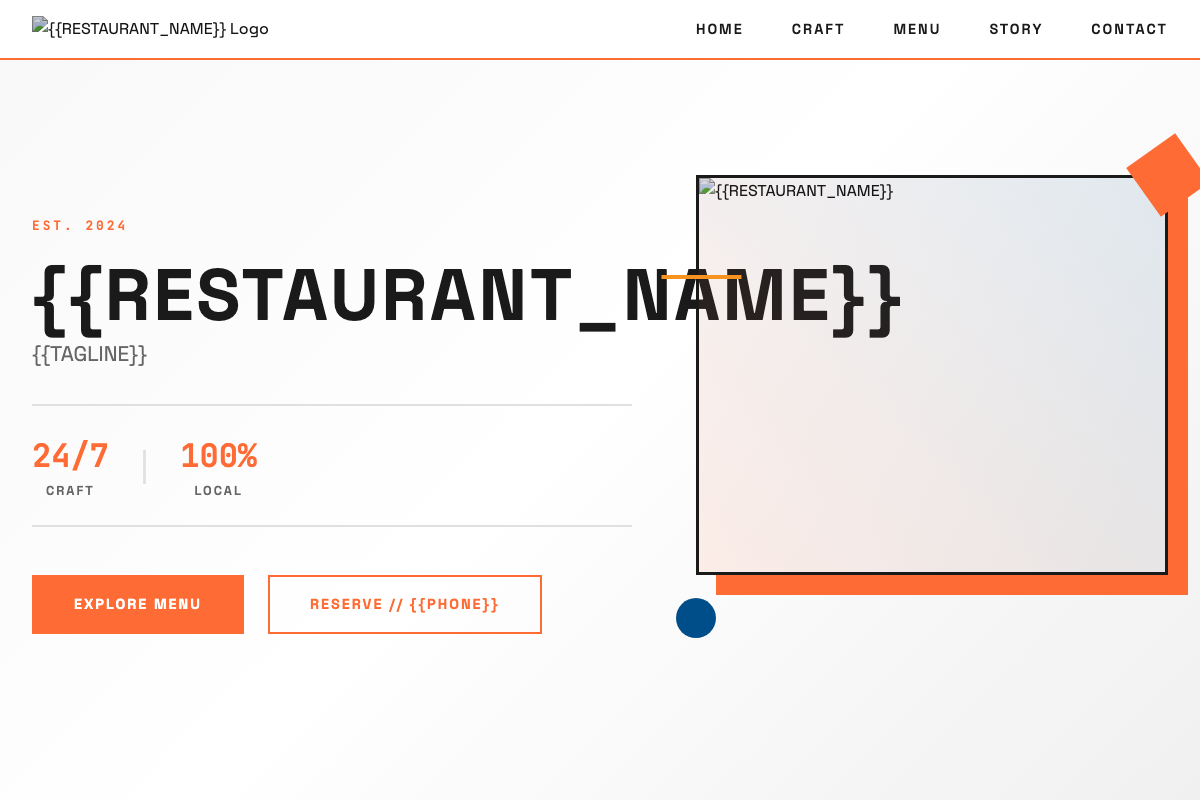 {{RESTAURANT_NAME}} Logo
HOME CRAFT MENU STORY CONTACT
{{RESTAURANT_NAME}}
EST. 2024
{{RESTAURANT_NAME}}
{{TAGLINE}}
24/7 100%
CRAFT LOCAL
EXPLORE MENU RESERVE // {{PHONE}}